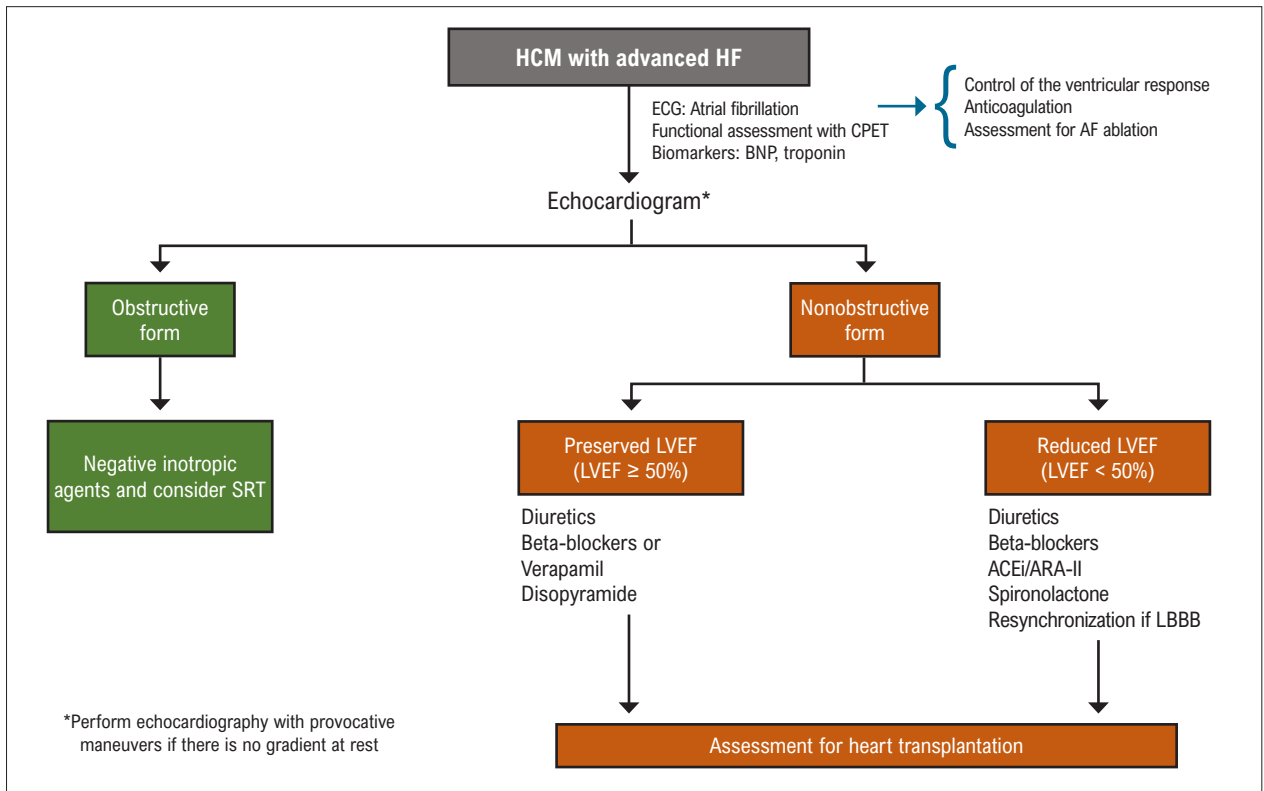 HCM with advanced HF
ECG: Atrial fibrillation
Functional assessment with CPET
Biomarkers: BNP, troponin
Control of the ventricular response
Anticoagulation
Assessment for AF ablation
Echocardiogram*
Obstructive
form
Nonobstructive
form
Negative inotropic
agents and consider SRT
Preserved LVEF
(LVEF ≥ 50%)
Diuretics
Beta-blockers or
Verapamil
Disopyramide
Reduced LVEF
(LVEF < 50%)
Diuretics
Beta-blockers
ACEi/ARA-II
Spironolactone
Resynchronization if LBBB
*Perform echocardiography with provocative
maneuvers if there is no gradient at rest
Assessment for heart transplantation